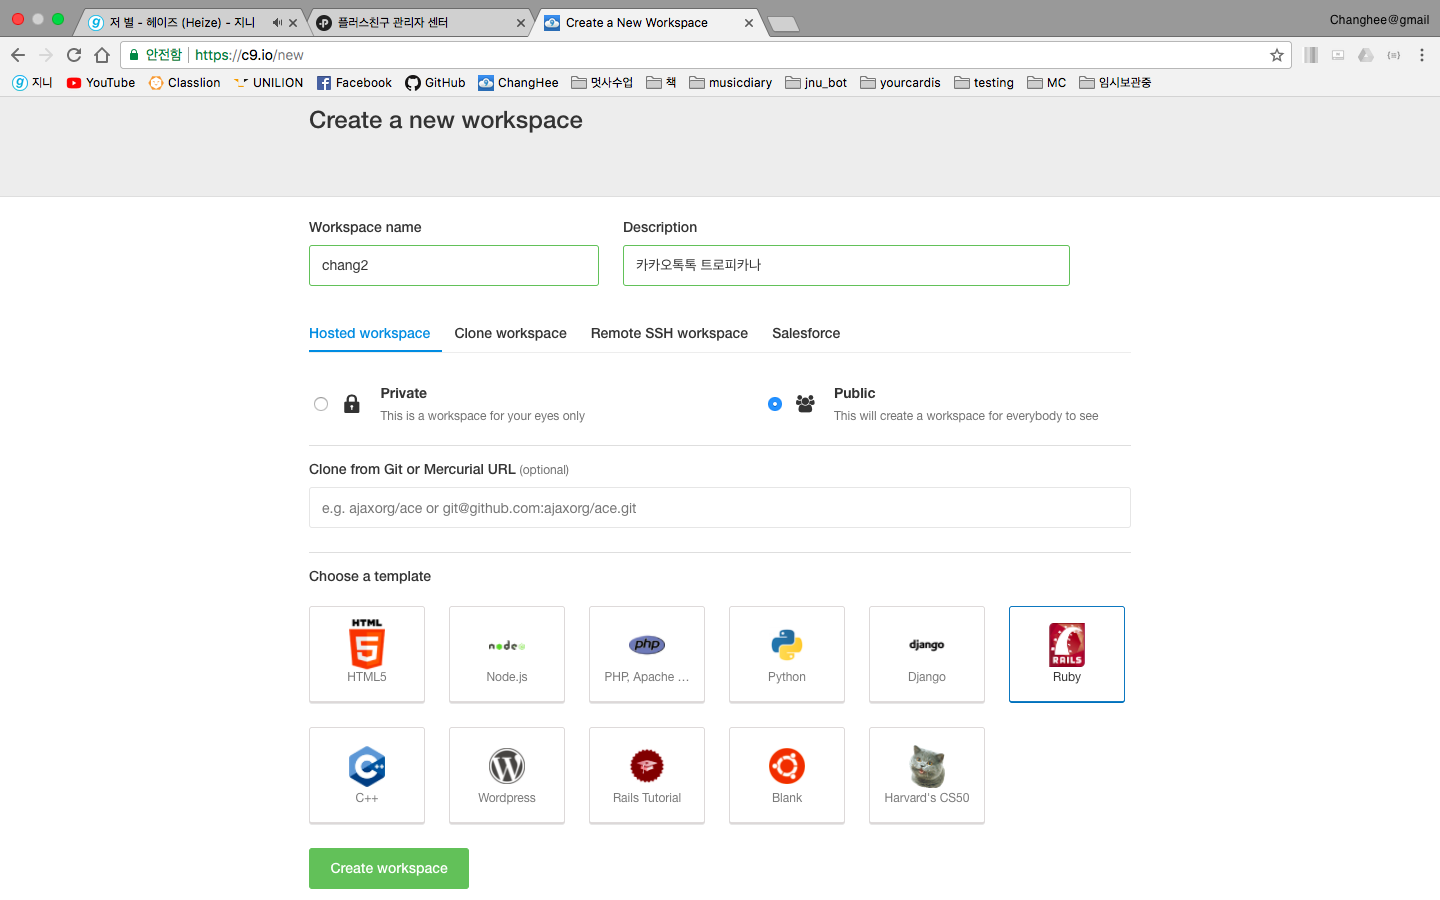 저 별 - 헤이즈 (Heize) - 지니
플러스친구 관리자 센터
Create a New Workspace
Changhee@gmail
안전함
https://c9.io/new
지니
YouTube
Classlion
UNILION
Facebook
GitHub
ChangHee
멋사수업
책
musicdiary
jnu_bot
yourcardis
testing
MC
임시보관중
Create a new workspace
Workspace name
Description
chang2
카카오톡톡 트로피카나
Hosted workspace
Clone workspace
Remote SSH workspace
Salesforce
Private
This is a workspace for your eyes only
Public
This will create a workspace for everybody to see
Clone from Git or Mercurial URL (optional)
e.g. ajaxorg/ace or git@github.com:ajaxorg/ace.git
Choose a template
HTML
5
HTML5
node
Node.js
php
PHP, Apache ...
Python
django
Django
RAILS
Ruby
C++
C++
W
Wordpress
Rails Tutorial
Blank
Harvard's CS50
Create workspace